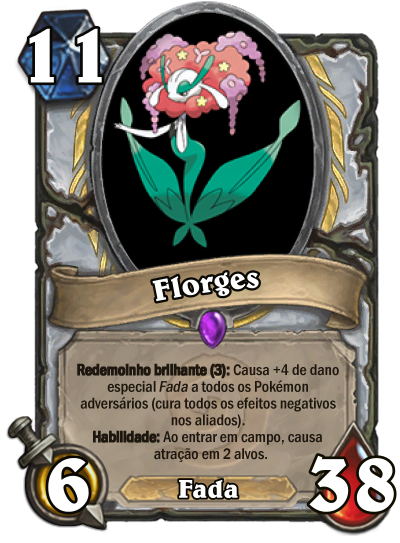 11
Florges
Redemoinho brilhante (3): Causa +4 de dano
especial Fada a todos os Pokémon
adversários (cura todos os efeitos negativos
nos aliados).
Habilidade: Ao entrar em campo, causa
atração em 2 alvos.
6
Fada
38